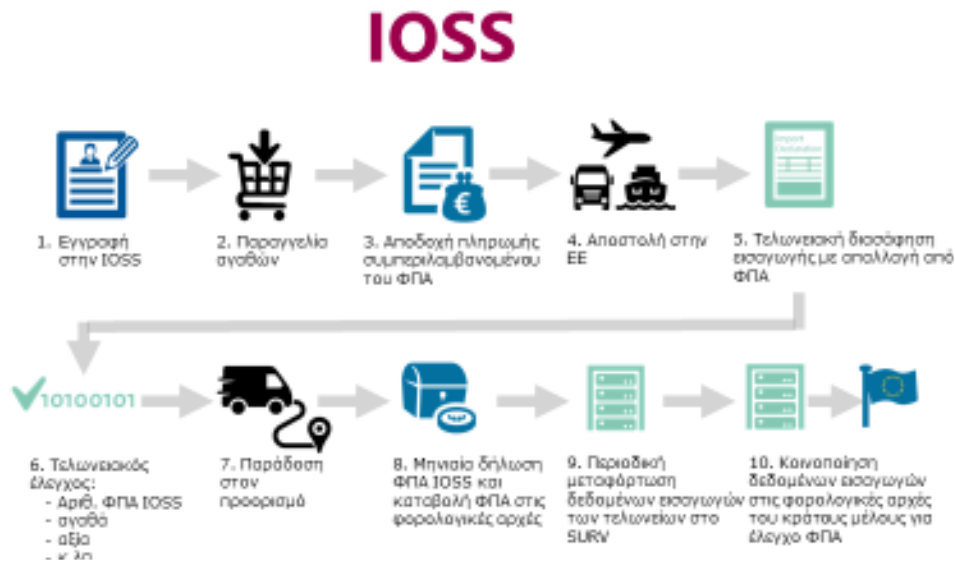 IOSS
Import
Declaration
1. Εγγραφή
στην IOSS
2. Παραγγελία
αγαθών
3. Αποδοχή πληρωμής
συμπεριλαμβανομένου
του ΦΠΑ
4. Αποστολή στην
ΕΕ
5. Τελωνειακή διασάφηση
εισαγωγής με απαλλαγή από
ΦΠΑ
10100101
6. Τελωνειακός
έλεγχος:
- Αριθ. ΦΠΑ IOSS
- αγαθά
- αξία
- κ.λπ
7. Παράδοση
στον
προορισμό
8. Μηνιαία δήλωση
ΦΠΑ IOSS και
καταβολή ΦΠΑ στις
φορολογικές αρχές
9. Περιοδική
μεταφόρτωση
δεδομένων εισαγωγών
των τελωνείων στο
SURV
10. Κοινοποίηση
δεδομένων εισαγωγών
στις φορολογικές αρχές
του κράτους μέλους για
έλεγχο ΦΠΑ